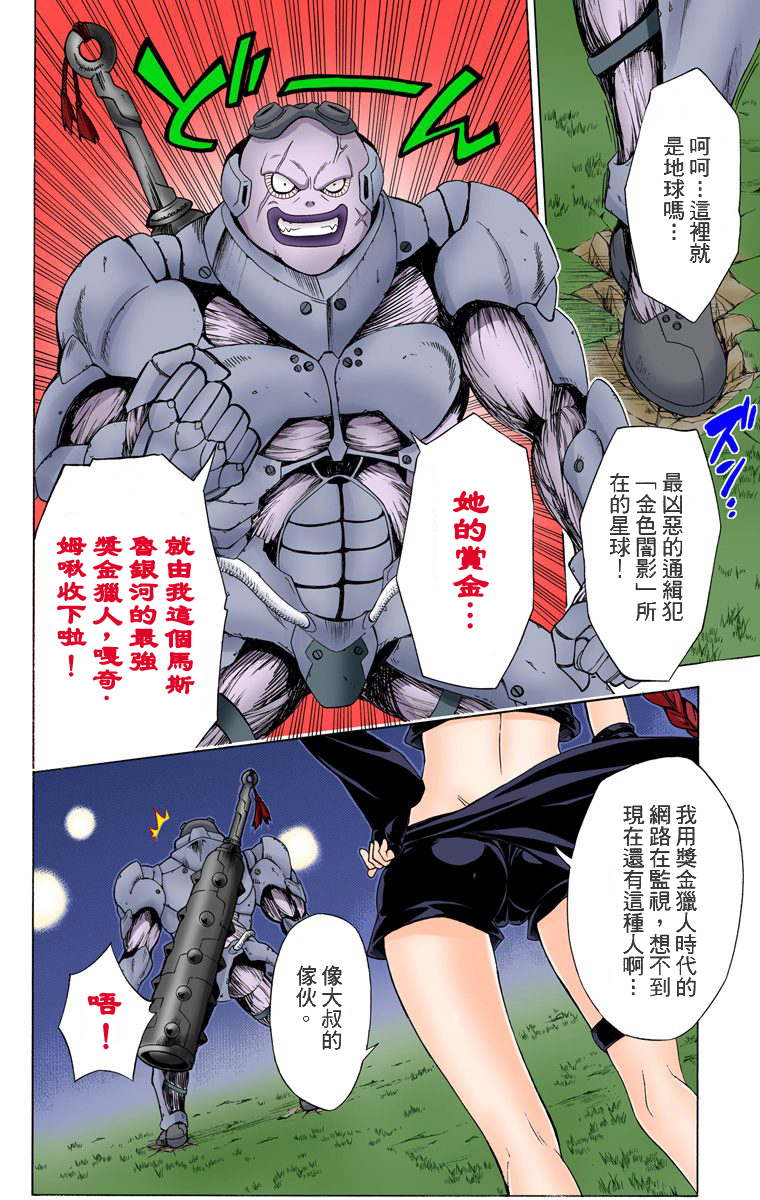 呵呵…這裡就
是地球嗎…
ズン…
最凶惡的通緝犯
「金色闇影」所
在的星球！
どーん
她的賞金…
就由我這個馬斯
魯銀河的最強
獎金獵人，嘎奇·
姆啾收下啦！
我用獎金獵人時代的
網路在監視，想不到
現在還有這種人啊…
像大叔的
傢伙。
唔！